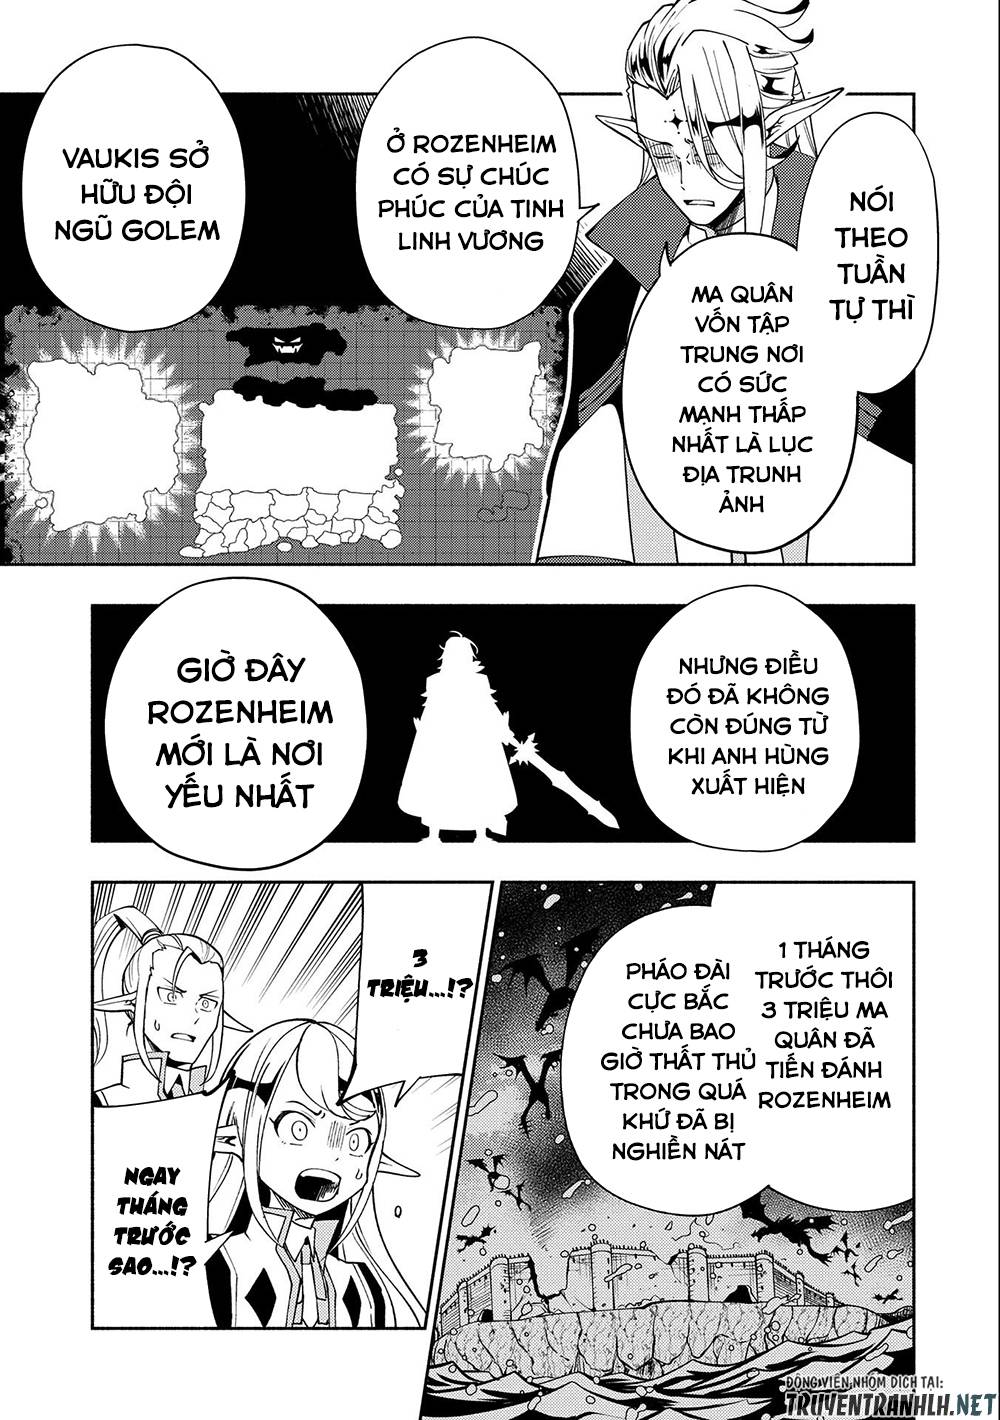 NÓI
THEO
TUẦN
TỰ THÌ
MA QUÂN
VỐN TẬP
TRUNG NƠI
CÓ SỨC
MẠNH THẤP
NHẤT LÀ LỤC
ĐỊA TRUNH
ẢNH
Ở ROZENHEIM
CÓ SỰ CHÚC
PHÚC CỦA TINH
LINH VƯƠNG
VAUKIS SỞ
HỮU ĐỘI
NGŨ GOLEM
NHƯNG ĐIỀU
ĐÓ ĐÃ KHÔNG
CÒN ĐÚNG TỪ
KHI ANH HÙNG
XUẤT HIỆN
GIỜ ĐÂY
ROZENHEIM
MỚI LÀ NƠI
YẾU NHẤT
1 THÁNG
TRƯỚC THÔI
3 TRIỆU MA
QUÂN ĐÃ
TIẾN ĐÁNH
ROZENHEIM
PHÁO ĐÀI
CỰC BẮC
CHƯA BAO
GIỜ THẤT THỦ
TRONG QUÁ
KHỨ ĐÃ BỊ
NGHIỀN NÁT
3
TRIỆU...!?
NGAY
THÁNG
TRƯỚC
SAO...!?
ĐỘNG VIÊN NHÓM DỊCH TẠI:
TRUYENTRANHLH.NET